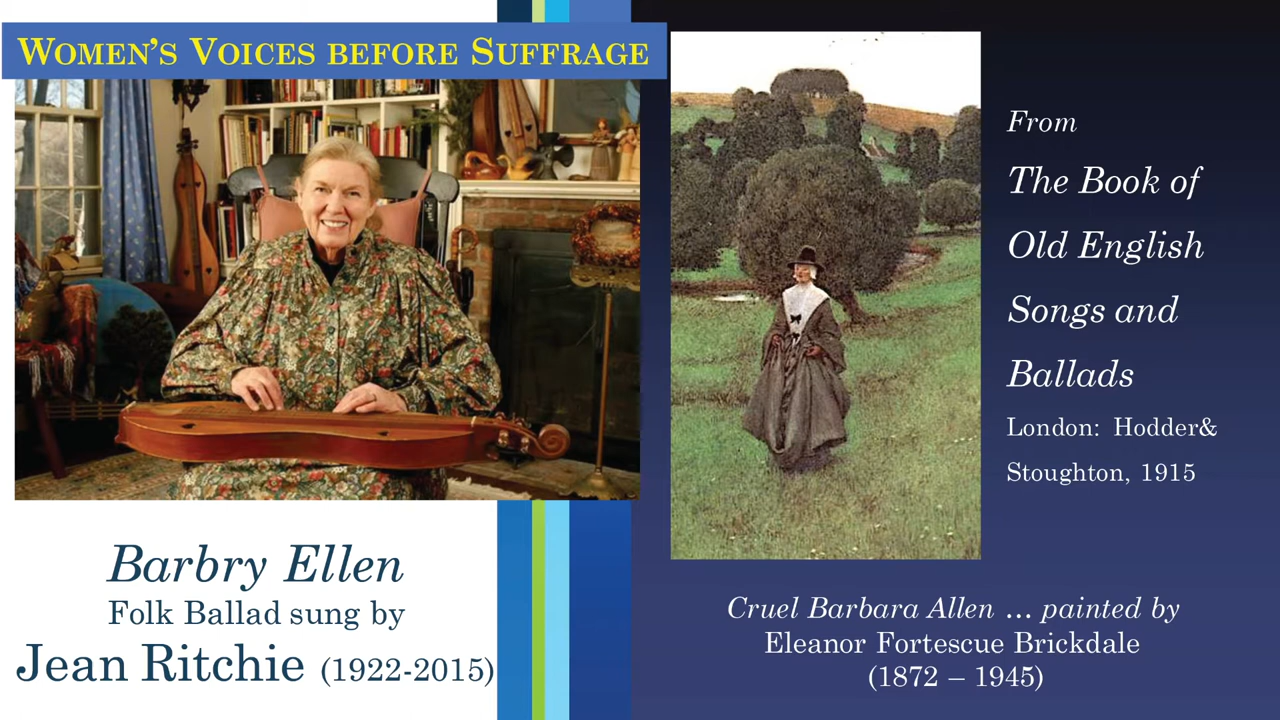 Women's Voices before Suffrage
From
The Book of
Old English
Songs and
Ballads
London: Hodder&
Stoughton, 1915
Barbry Ellen
Folk Ballad sung by
Jean Ritchie (1922-2015)
Cruel Barbara Allen … painted by
Eleanor Fortescue Brickdale
(1872 – 1945)